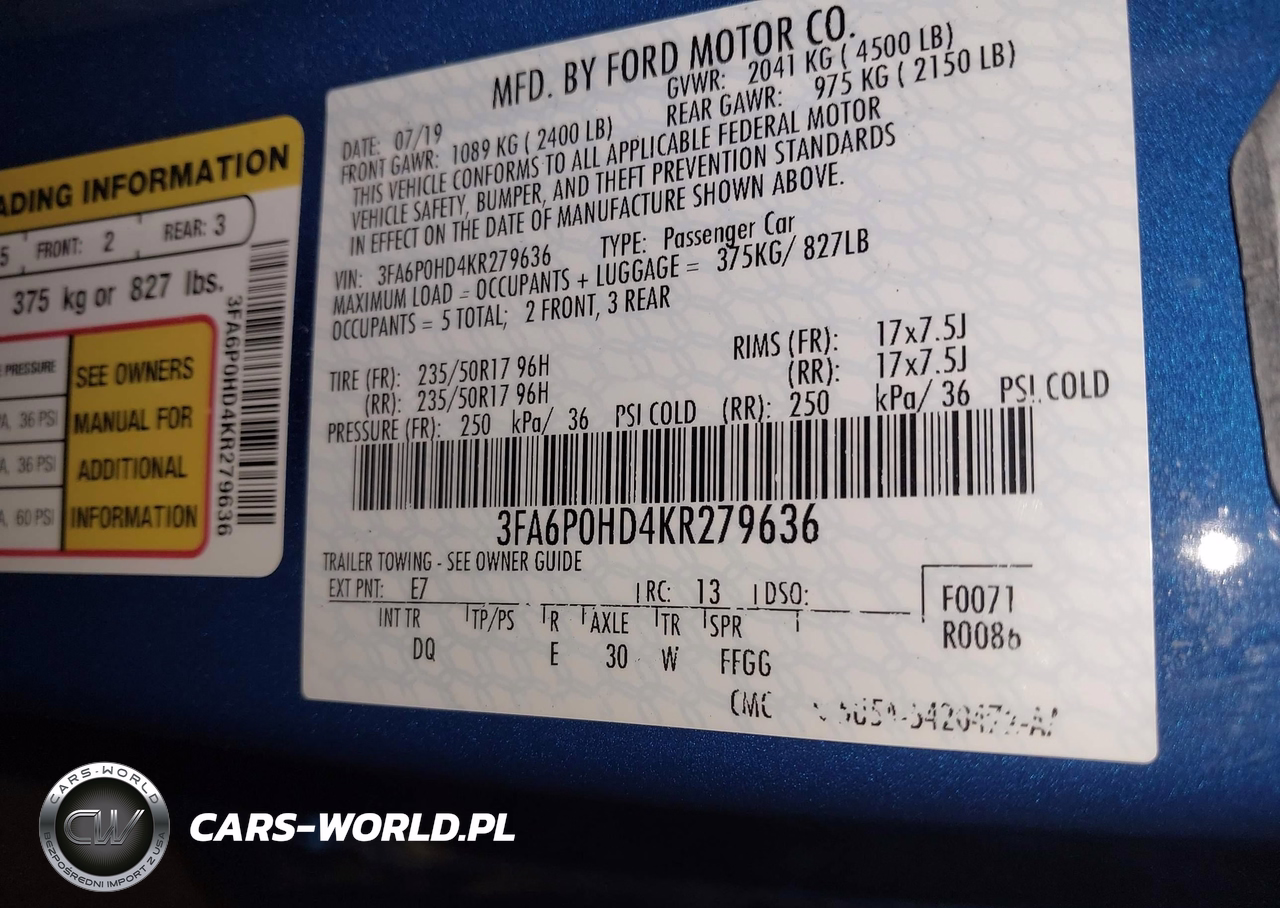 ADING INFORMATION
5 FRONT: 2 REAR: 3
375 kg or 827 lbs.
PRESSURE
36 PSI
36 PSI
60 PSI
SEE OWNERS
MANUAL FOR
ADDITIONAL
INFORMATION
3FA6P0HD4KR279636
MFD. BY FORD MOTOR CO.
DATE: 07/19 GVWR: 2041 KG ( 4500 LB)
FRONT GAWR: 1089 KG ( 2400 LB) REAR GAWR: 975 KG ( 2150 LB)
THIS VEHICLE CONFORMS TO ALL APPLICABLE FEDERAL MOTOR
VEHICLE SAFETY, BUMPER, AND THEFT PREVENTION STANDARDS
IN EFFECT ON THE DATE OF MANUFACTURE SHOWN ABOVE.
VIN: 3FA6P0HD4KR279636 TYPE: Passenger Car
MAXIMUM LOAD = OCCUPANTS + LUGGAGE = 375KG/ 827LB
OCCUPANTS = 5 TOTAL; 2 FRONT, 3 REAR
TIRE (FR): 235/50R17 96H RIMS (FR): 17x7.5J
(RR): 235/50R17 96H (RR): 17x7.5J
PRESSURE (FR): 250 kPa/ 36 PSI COLD (RR): 250 kPa/ 36 PSI COLD
3FA6P0HD4KR279636
TRAILER TOWING - SEE OWNER GUIDE
EXT PNT: E7 RC: 13 DSO:
F0071
R0086
INT TR TP/PS R AXLE TR SPR
DQ E 30 W FFGG
CMC
CARS-WORLD
CW
BEZPOŚREDNI IMPORT Z USA
CARS-WORLD.PL